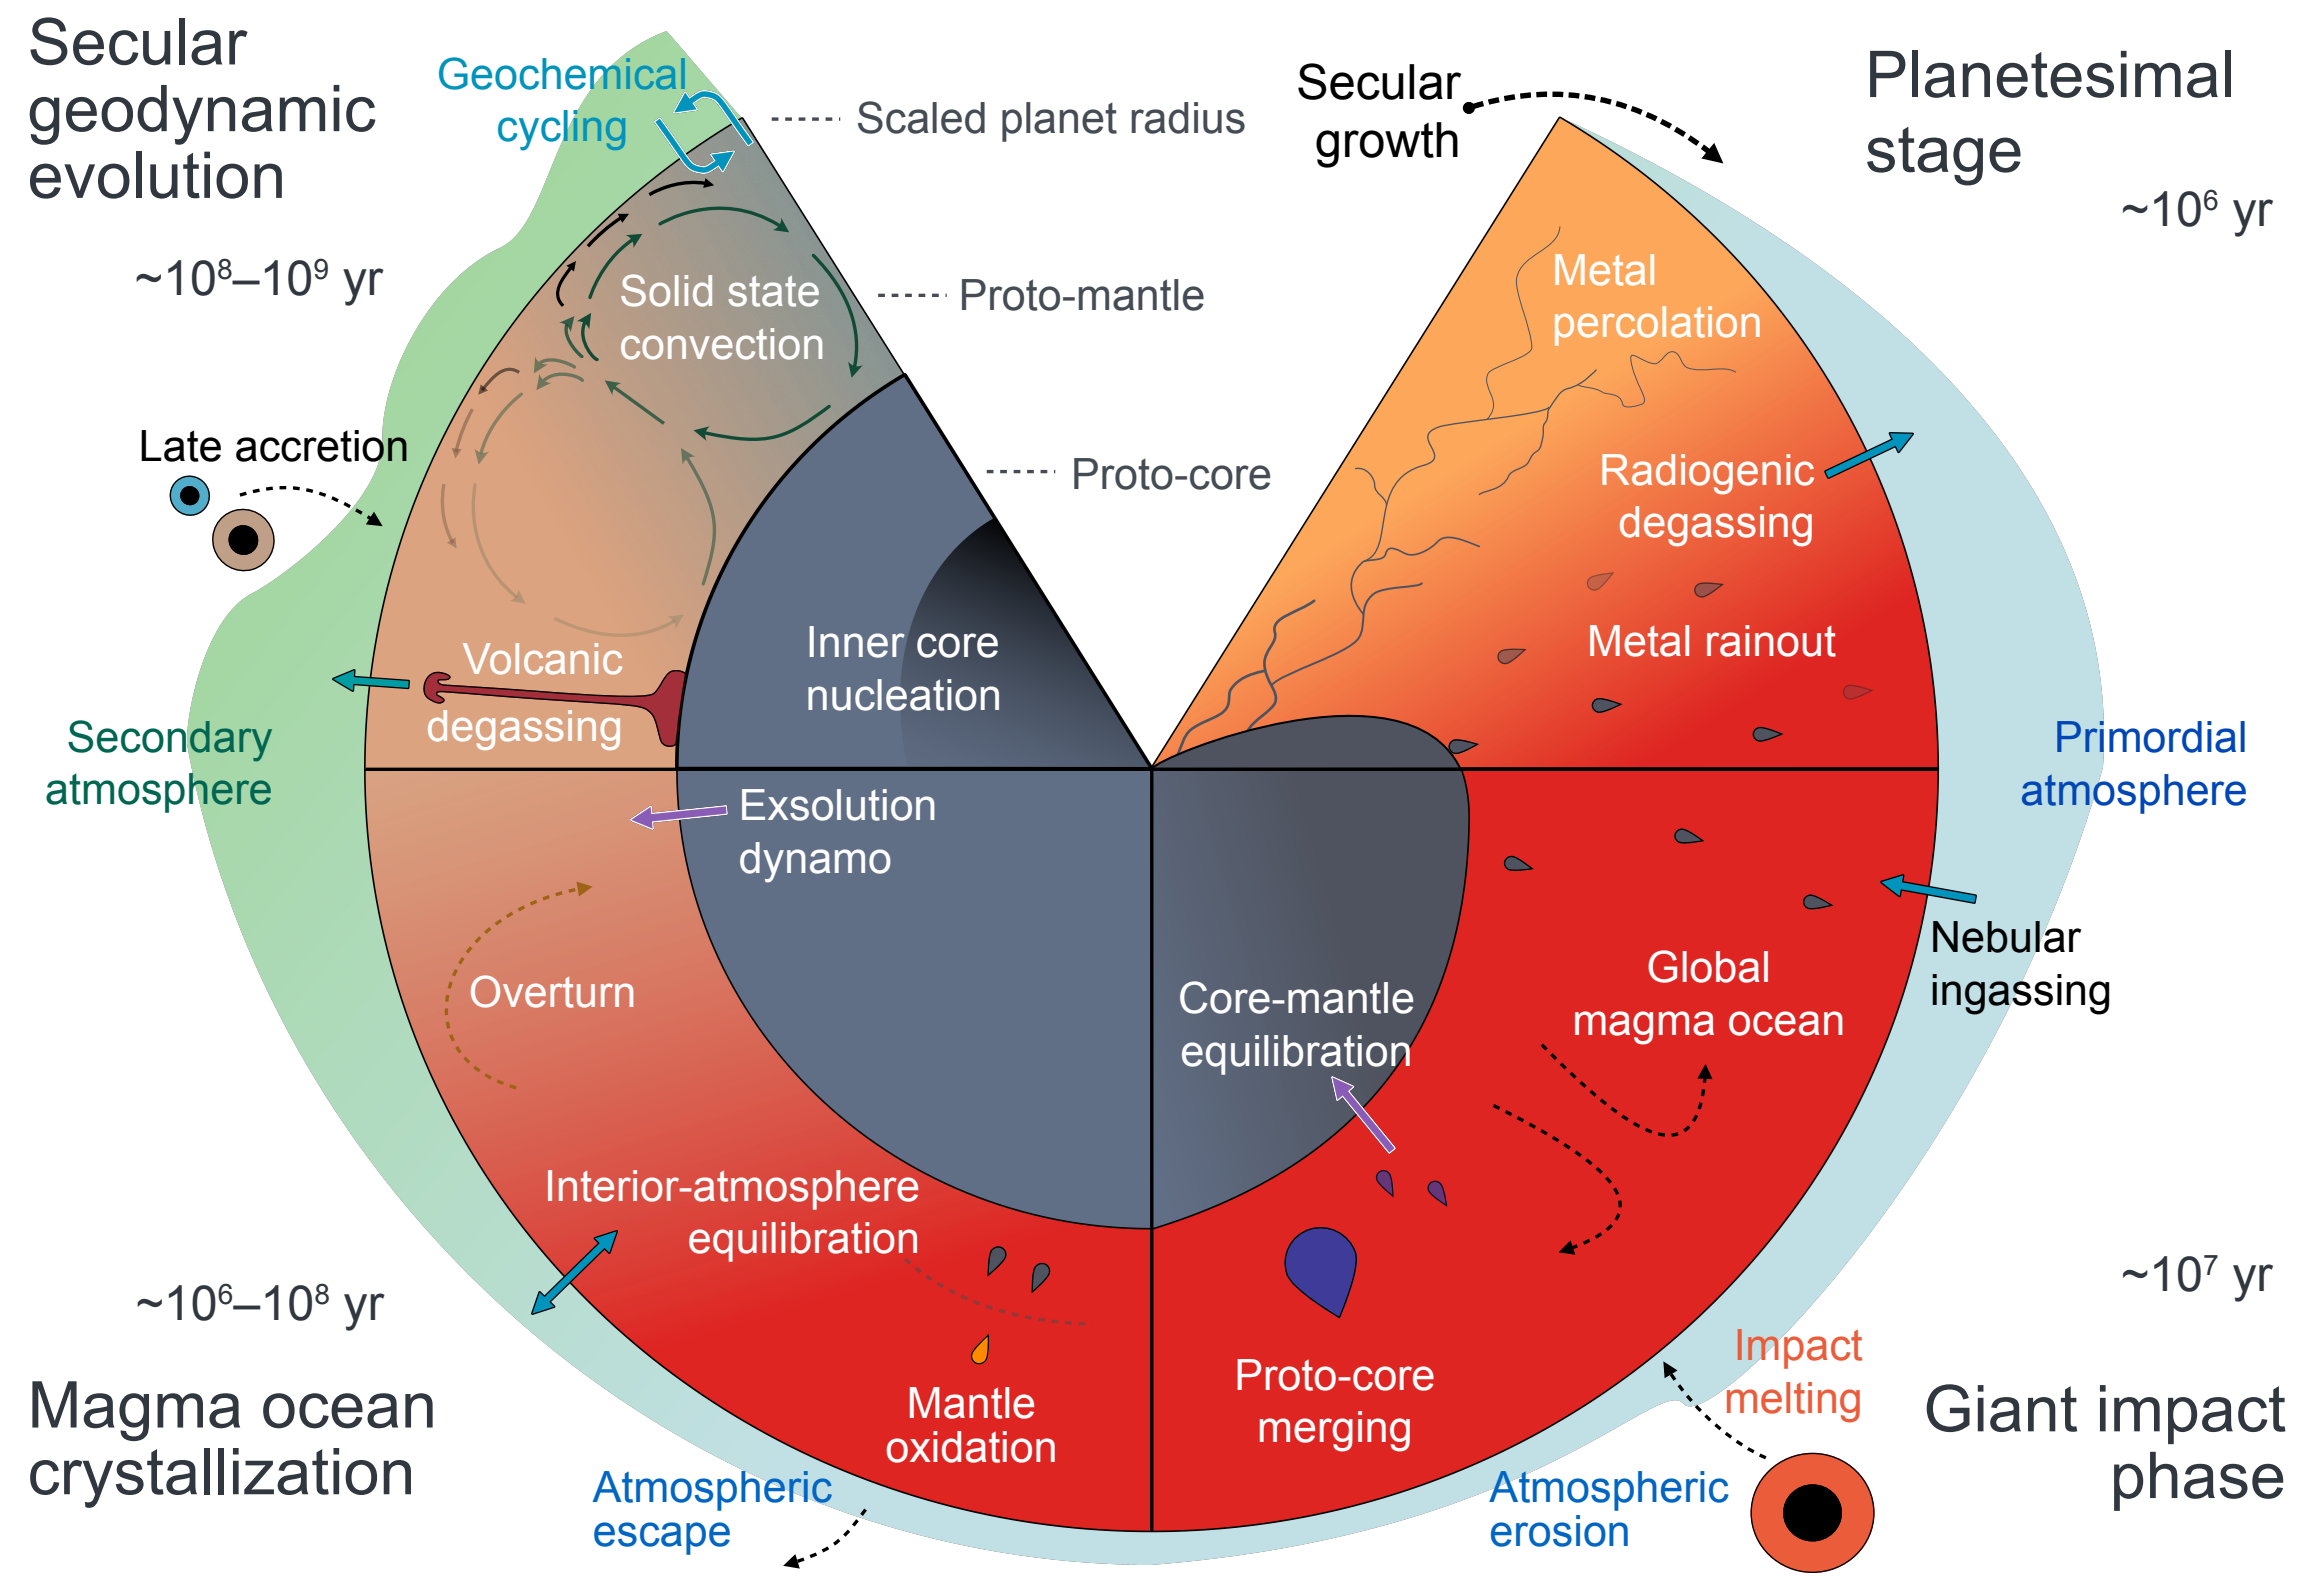 Secular
geodynamic
evolution
~10⁸–10⁹ yr
Geochemical
cycling
Scaled planet radius
Proto-mantle
Proto-core
Secular
growth
Planetesimal
stage
~10⁶ yr
Solid state
convection
Late accretion
Volcanic
degassing
Inner core
nucleation
Secondary
atmosphere
Metal
percolation
Radiogenic
degassing
Metal rainout
Primordial
atmosphere
Exsolution
dynamo
Overturn
Interior-atmosphere
equilibration
~10⁶–10⁸ yr
Magma ocean
crystallization
Mantle
oxidation
Atmospheric
escape
Core-mantle
equilibration
Global
magma ocean
Nebular
ingassing
Proto-core
merging
~10⁷ yr
Impact
melting
Giant impact
phase
Atmospheric
erosion